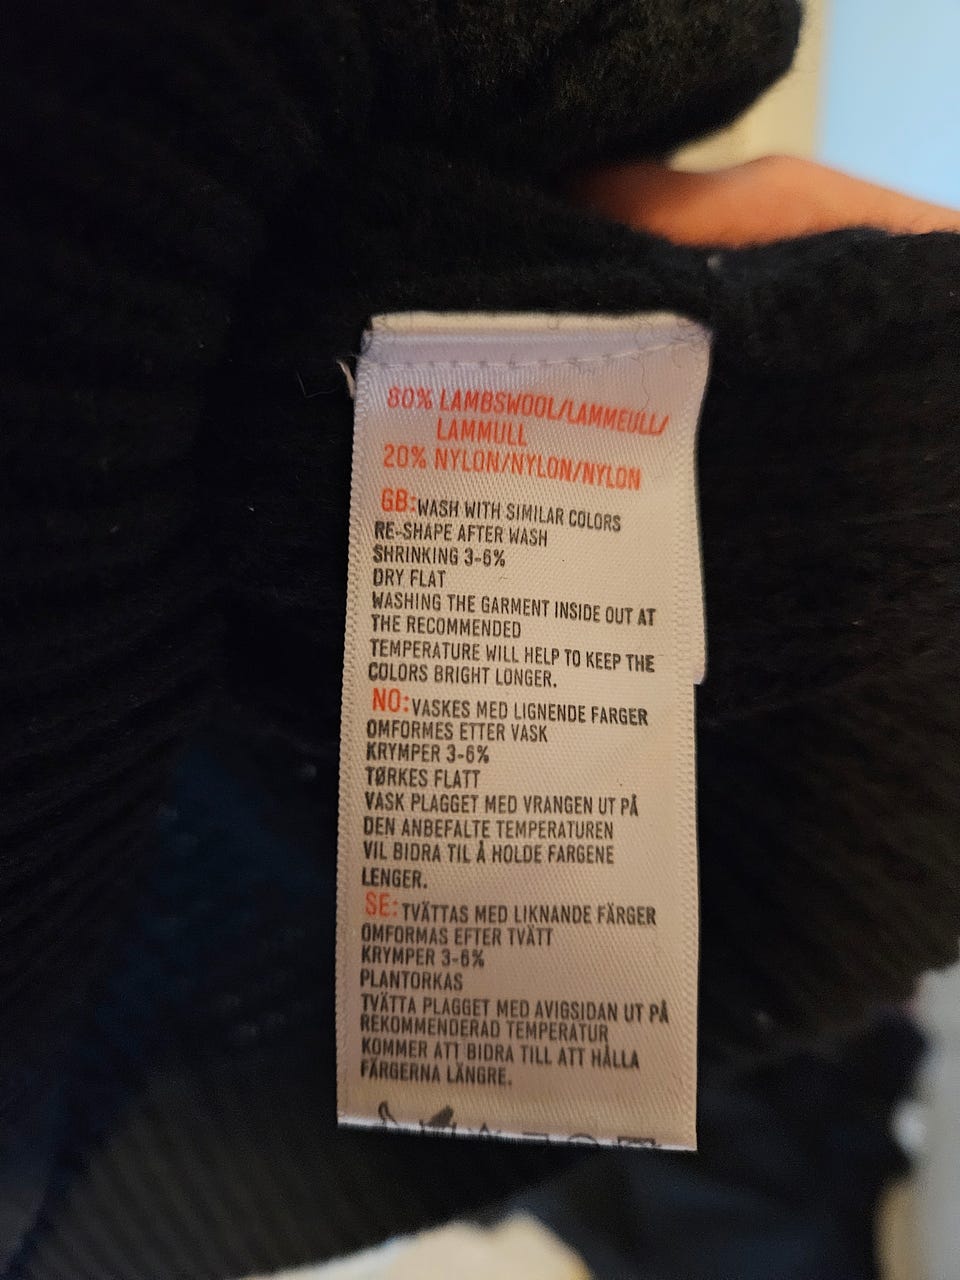 80% LAMBSWOOL/LAMMEULL/
LAMMULL
20% NYLON/NYLON/NYLON
GB: WASH WITH SIMILAR COLORS
RE-SHAPE AFTER WASH
SHRINKING 3-6%
DRY FLAT
WASHING THE GARMENT INSIDE OUT AT
THE RECOMMENDED
TEMPERATURE WILL HELP TO KEEP THE
COLORS BRIGHT LONGER.
NO: VASKES MED LIGNENDE FARGER
OMFORMES ETTER VASK
KRYMPER 3-6%
TØRKES FLATT
VASK PLAGGET MED VRANGEN UT PÅ
DEN ANBEFALTE TEMPERATUREN
VIL BIDRA TIL Å HOLDE FARGENE
LENGER.
SE: TVÄTTAS MED LIKNANDE FÄRGER
OMFORMAS EFTER TVÄTT
KRYMPER 3-6%
PLANTORKAS
TVÄTTA PLAGGET MED AVIGSIDAN UT PÅ
REKOMMENDERAD TEMPERATUR
KOMMER ATT BIDRA TILL ATT HÅLLA
FÄRGERNA LÄNGRE.